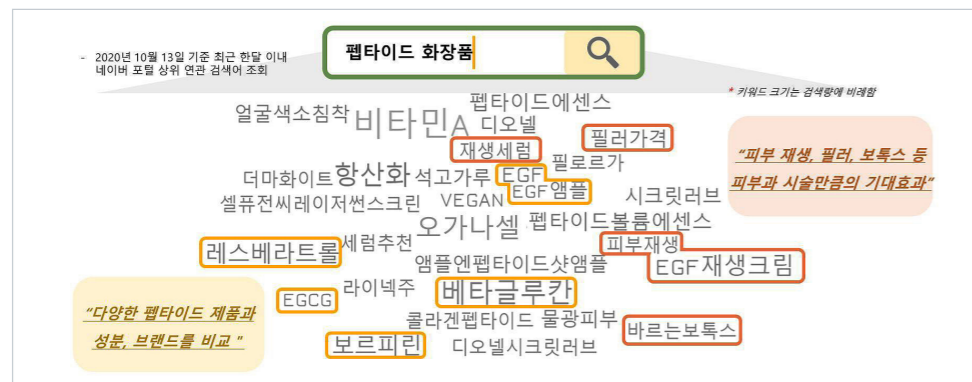 펩타이드 화장품
- 2020년 10월 13일 기준 최근 한달 이내
네이버 포털 상위 연관 검색어 조회
* 키워드 크기는 검색량에 비례함
얼굴색소침착 비타민A 펩타이드에센스
디오넬
재생세럼 필러가격
더마화이트 항산화 석고가루 EGF 필로르가
셀퓨전씨레이저썬스크린 VEGAN EGF앰플 시크릿러브
오가나셀 펩타이드볼륨에센스
레스베라트롤 세럼추천 피부재생
앰플엔펩타이드샷앰플 EGF재생크림
EGCG 라이넥주 베타글루칸
콜라겐펩타이드 물광피부 바르는보톡스
보르피린 디오넬시크릿러브
"피부 재생, 필러, 보톡스 등
피부과 시술만큼의 기대효과"
"다양한 펩타이드 제품과
성분, 브랜드를 비교 "